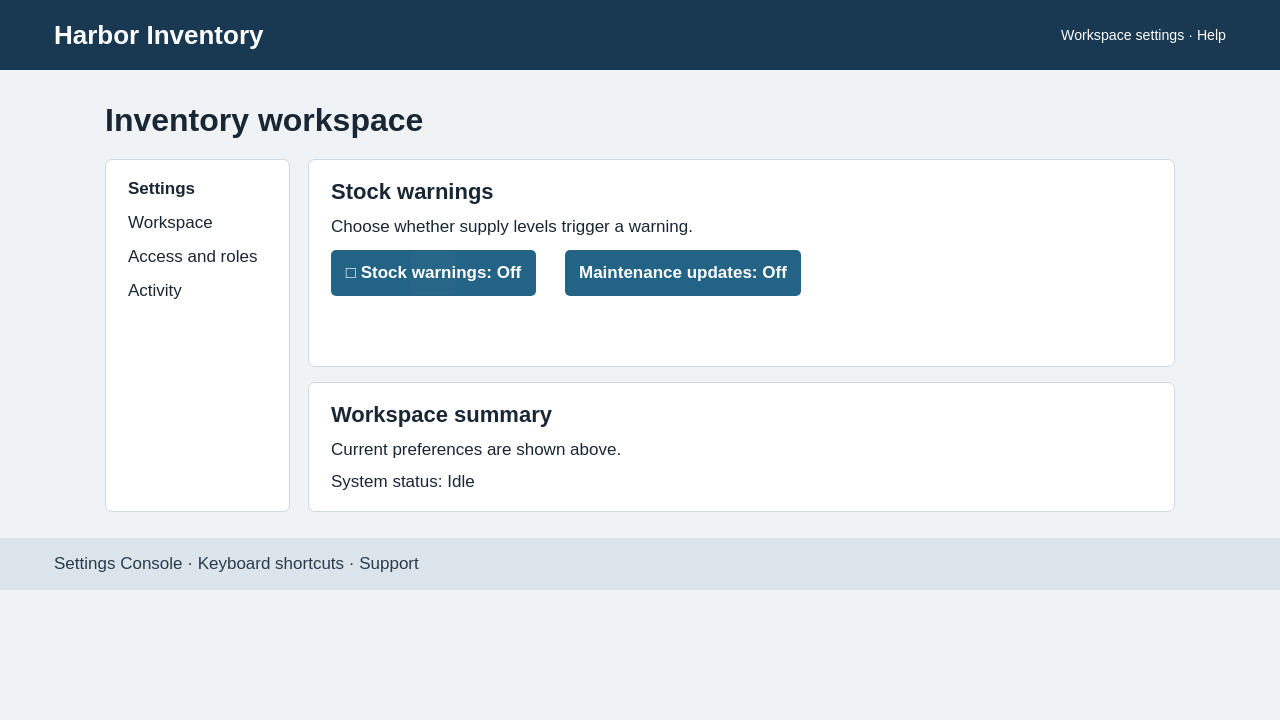 Harbor Inventory
Workspace settings · Help
Inventory workspace
Settings
Workspace
Access and roles
Activity
Stock warnings
Choose whether supply levels trigger a warning.
□ Stock warnings: Off
Maintenance updates: Off
Workspace summary
Current preferences are shown above.
System status: Idle
Settings Console · Keyboard shortcuts · Support